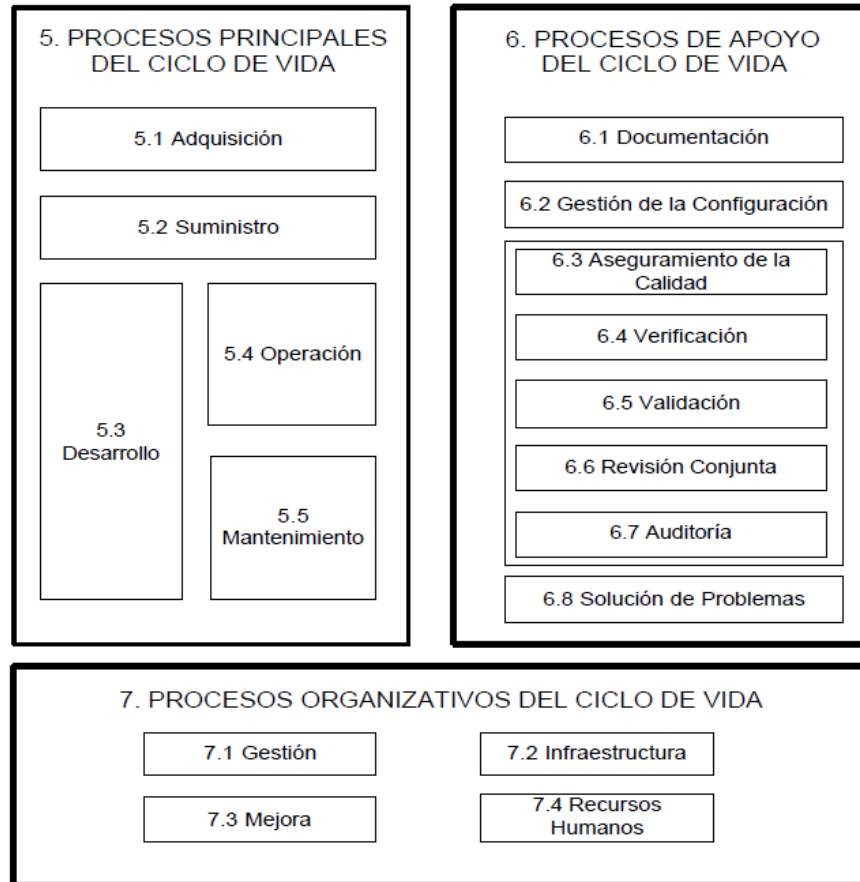 5. PROCESOS PRINCIPALES
DEL CICLO DE VIDA
5.1 Adquisición
5.2 Suministro
5.3
Desarrollo
5.4 Operación
5.5
Mantenimiento
6. PROCESOS DE APOYO
DEL CICLO DE VIDA
6.1 Documentación
6.2 Gestión de la Configuración
6.3 Aseguramiento de la
Calidad
6.4 Verificación
6.5 Validación
6.6 Revisión Conjunta
6.7 Auditoría
6.8 Solución de Problemas
7. PROCESOS ORGANIZATIVOS DEL CICLO DE VIDA
7.1 Gestión
7.2 Infraestructura
7.3 Mejora
7.4 Recursos
Humanos